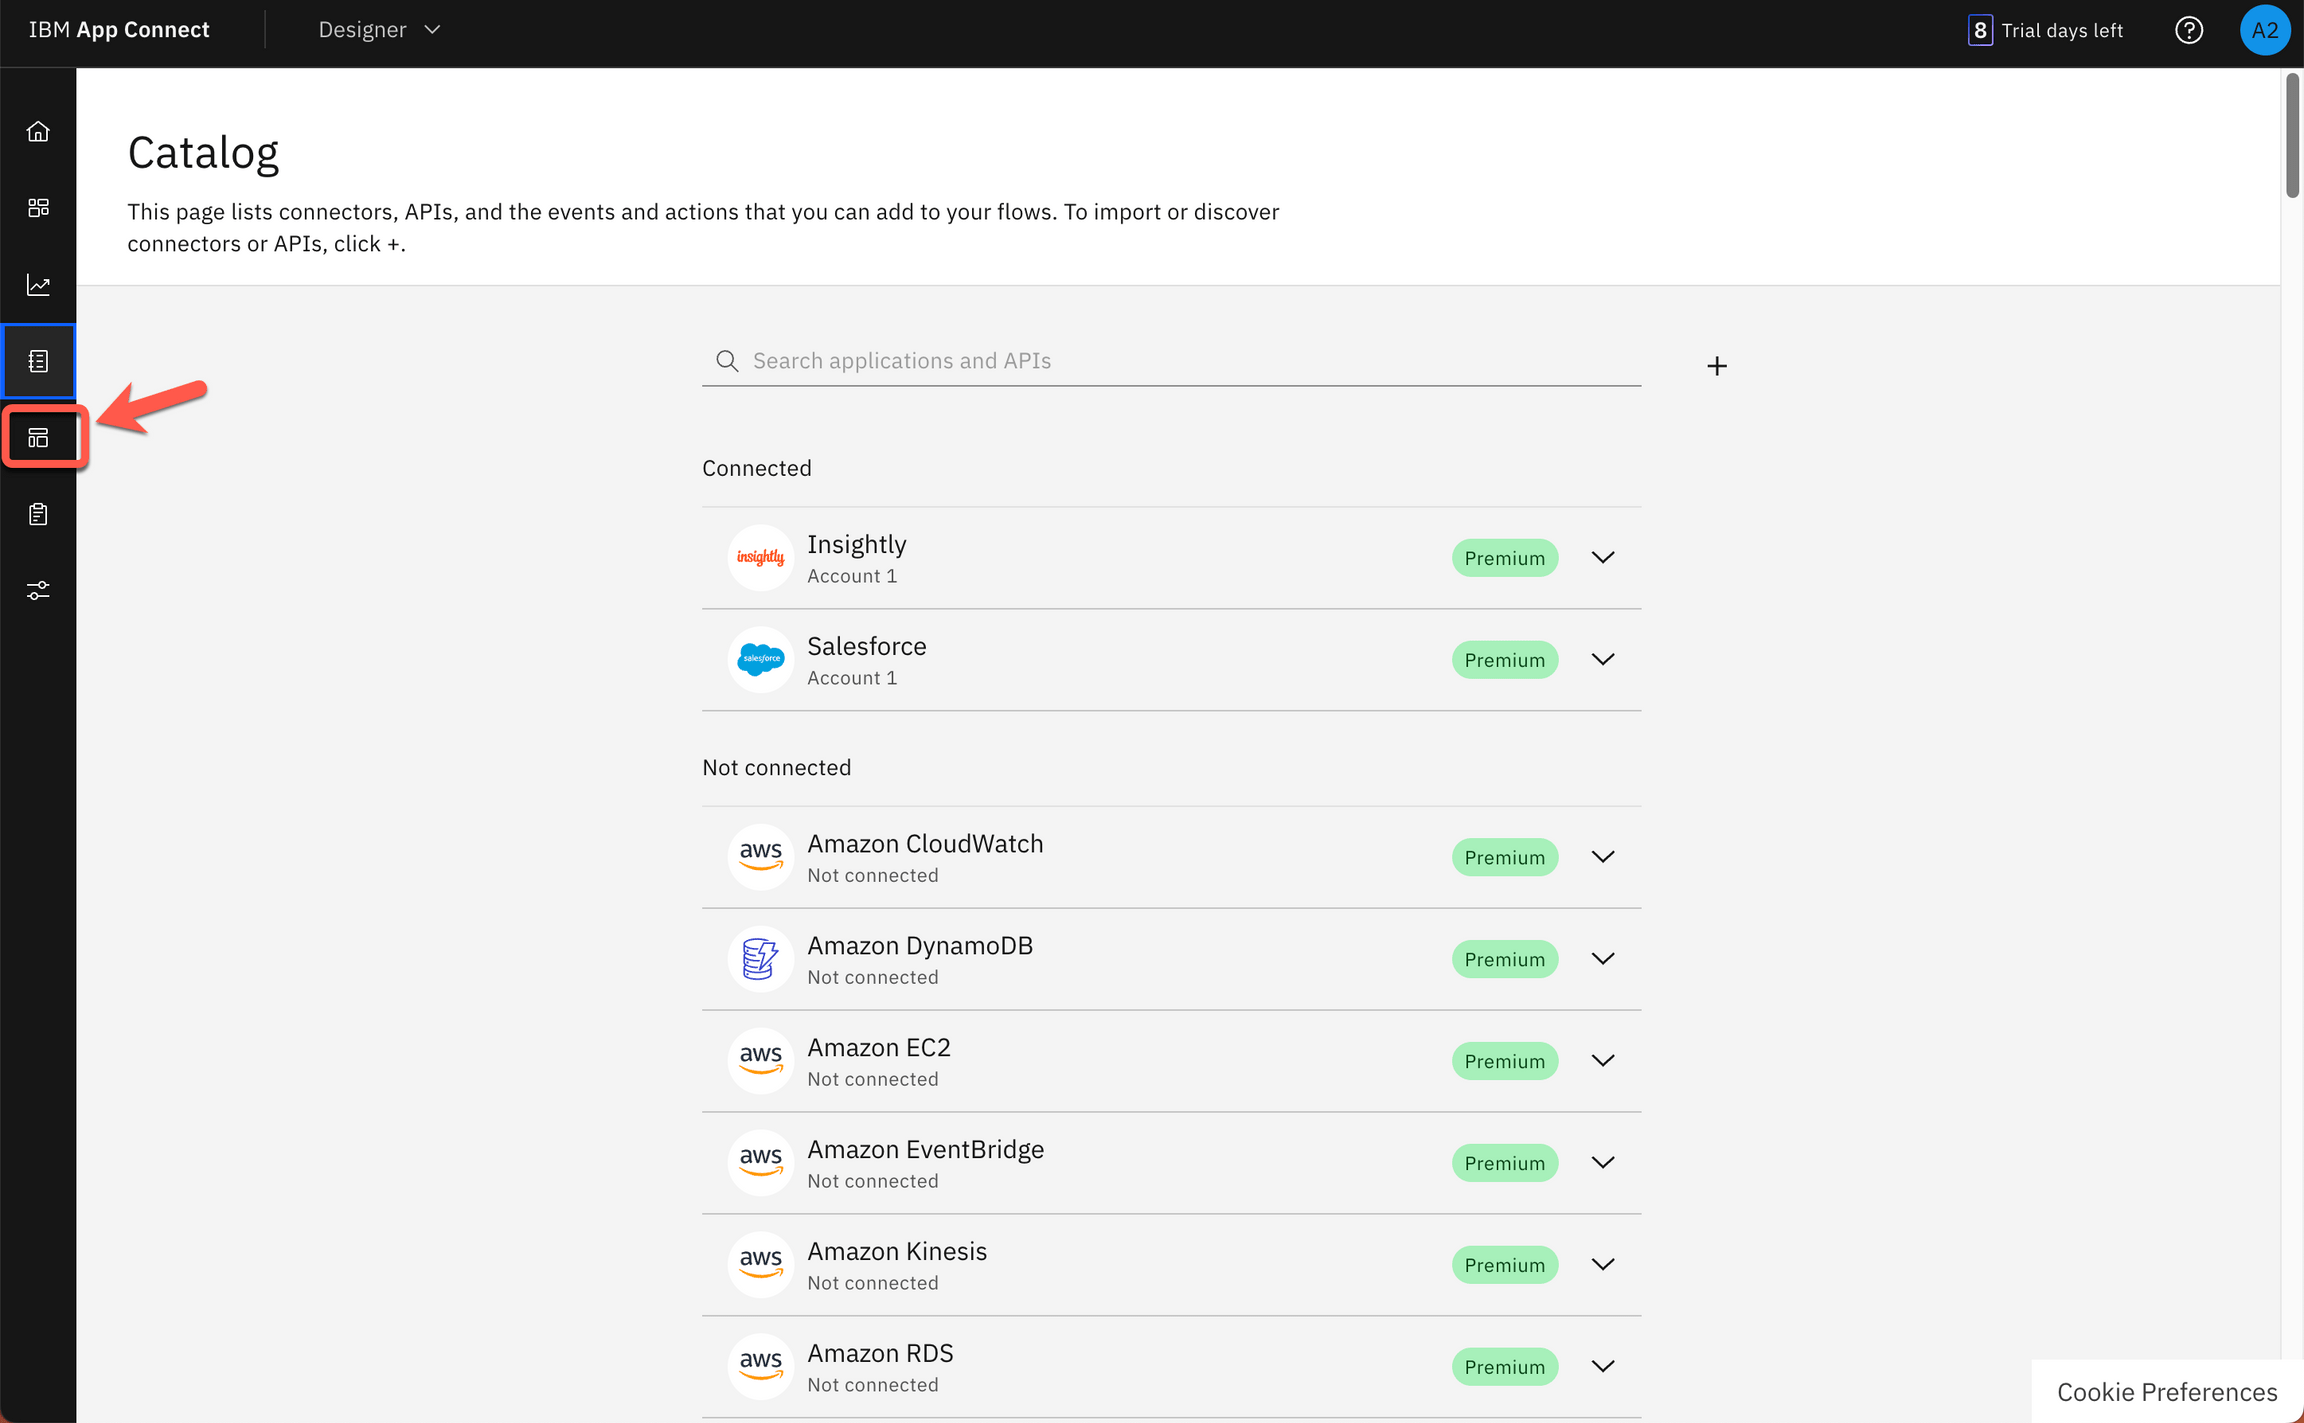 IBM App Connect
Designer
8 Trial days left
A2
Catalog
This page lists connectors, APIs, and the events and actions that you can add to your flows. To import or discover
connectors or APIs, click +.
Search applications and APIs
Connected
insightly
Insightly
Account 1
Premium
salesforce
Salesforce
Account 1
Premium
Not connected
aws
Amazon CloudWatch
Not connected
Premium
Amazon DynamoDB
Not connected
Premium
aws
Amazon EC2
Not connected
Premium
aws
Amazon EventBridge
Not connected
Premium
aws
Amazon Kinesis
Not connected
Premium
aws
Amazon RDS
Not connected
Premium
Cookie Preferences